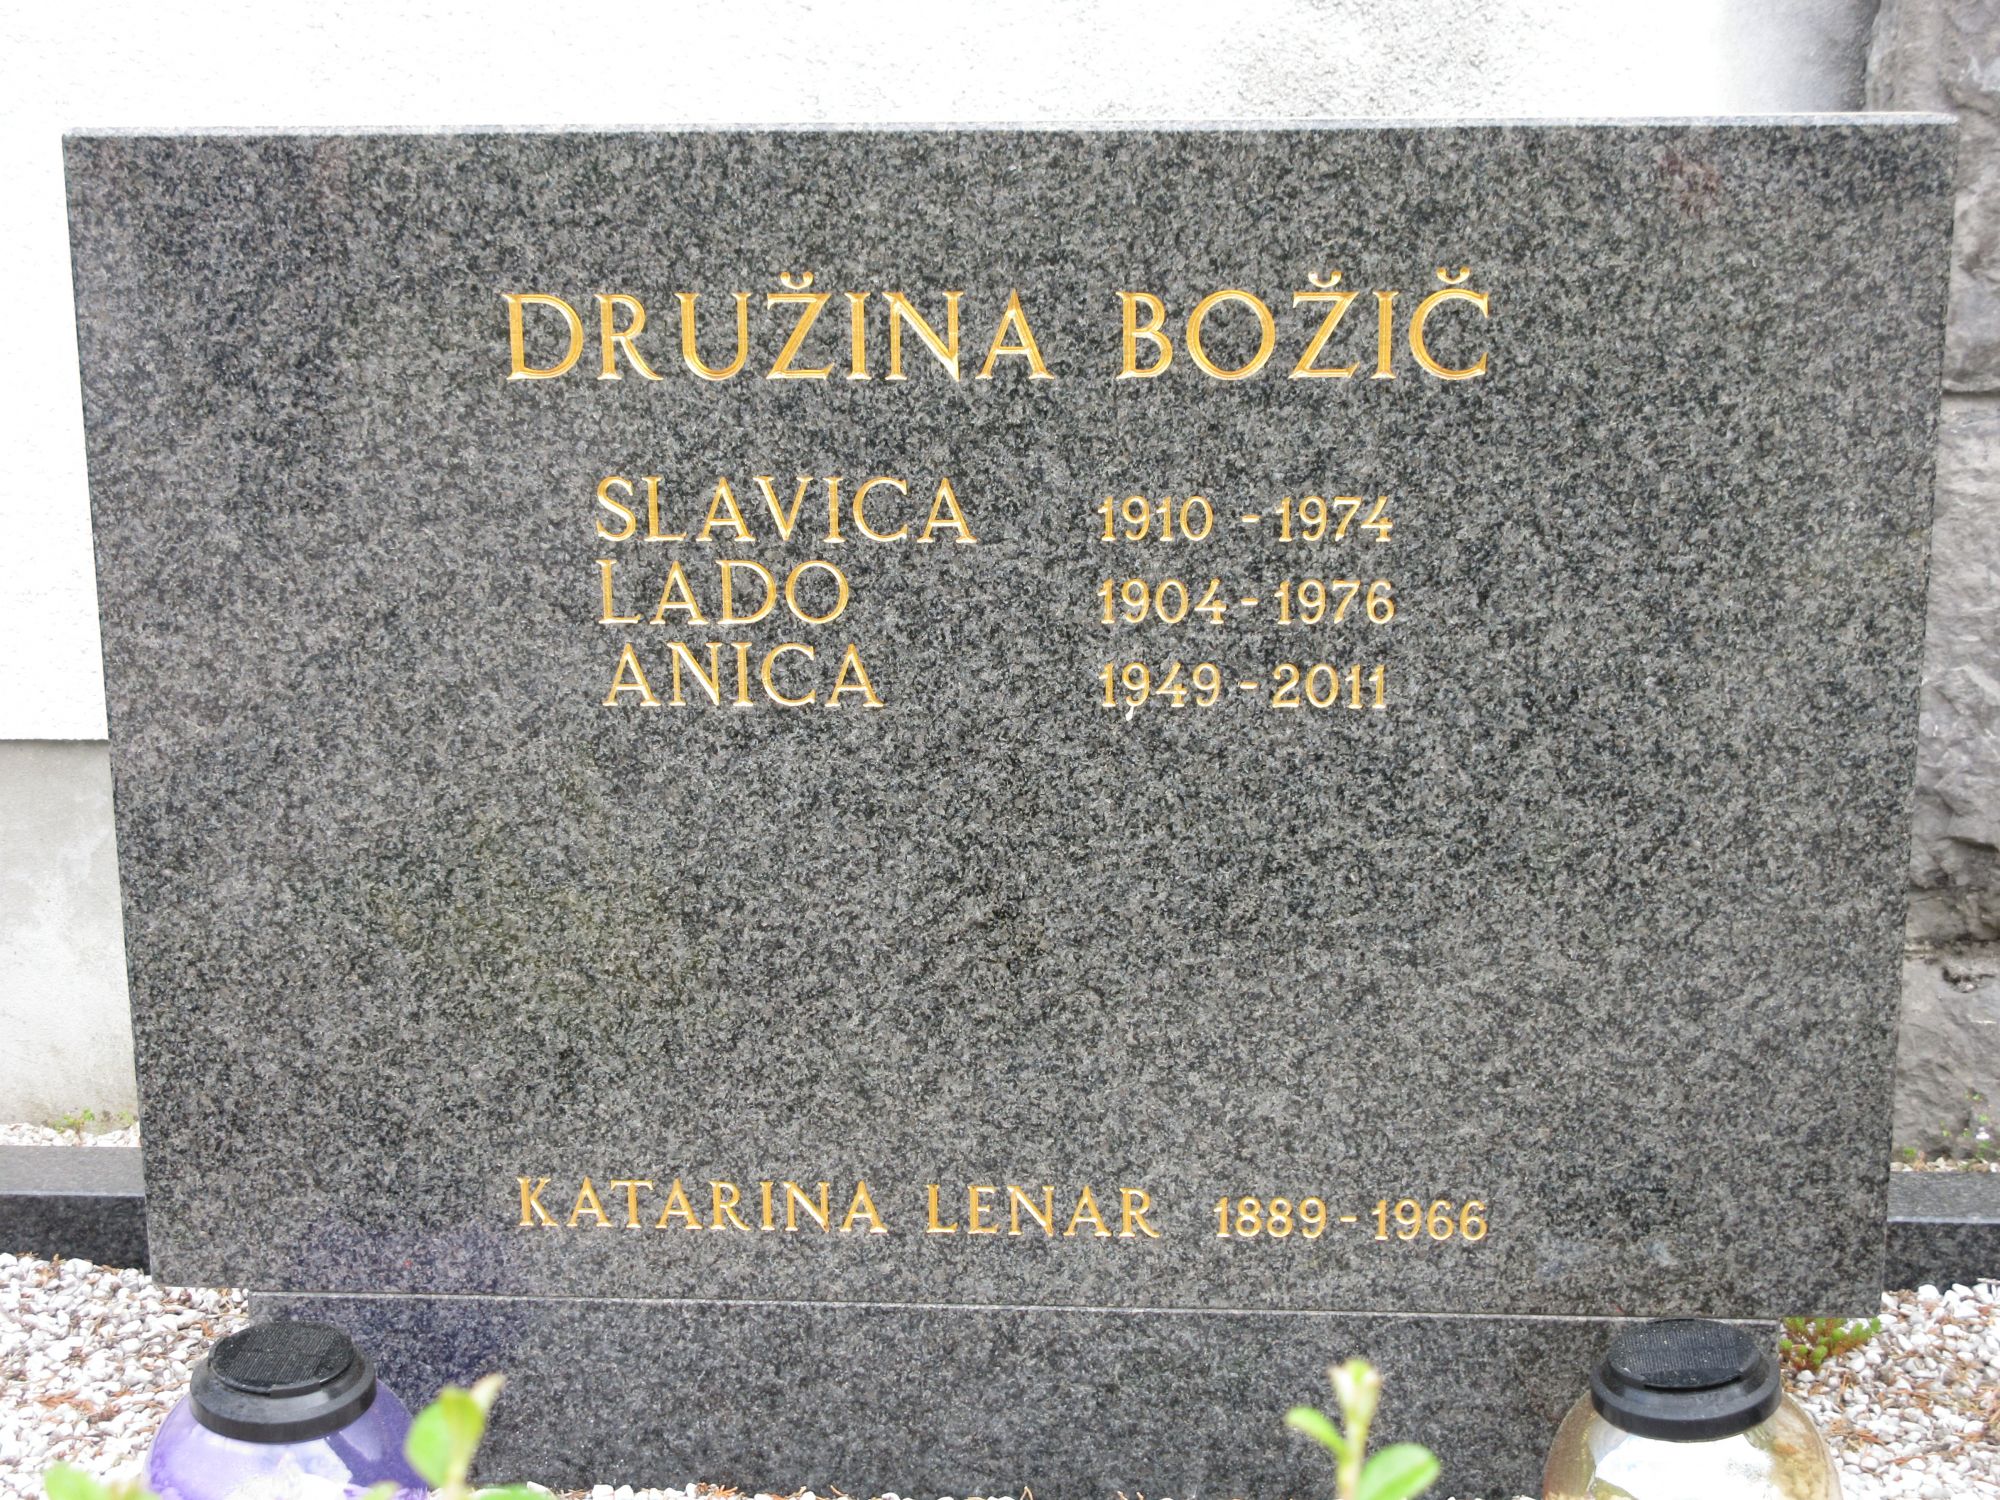 DRUŽINA BOŽIČ
SLAVICA 1910 - 1974
LADO 1904 - 1976
ANICA 1949 - 2011
KATARINA LENAR 1889 - 1966